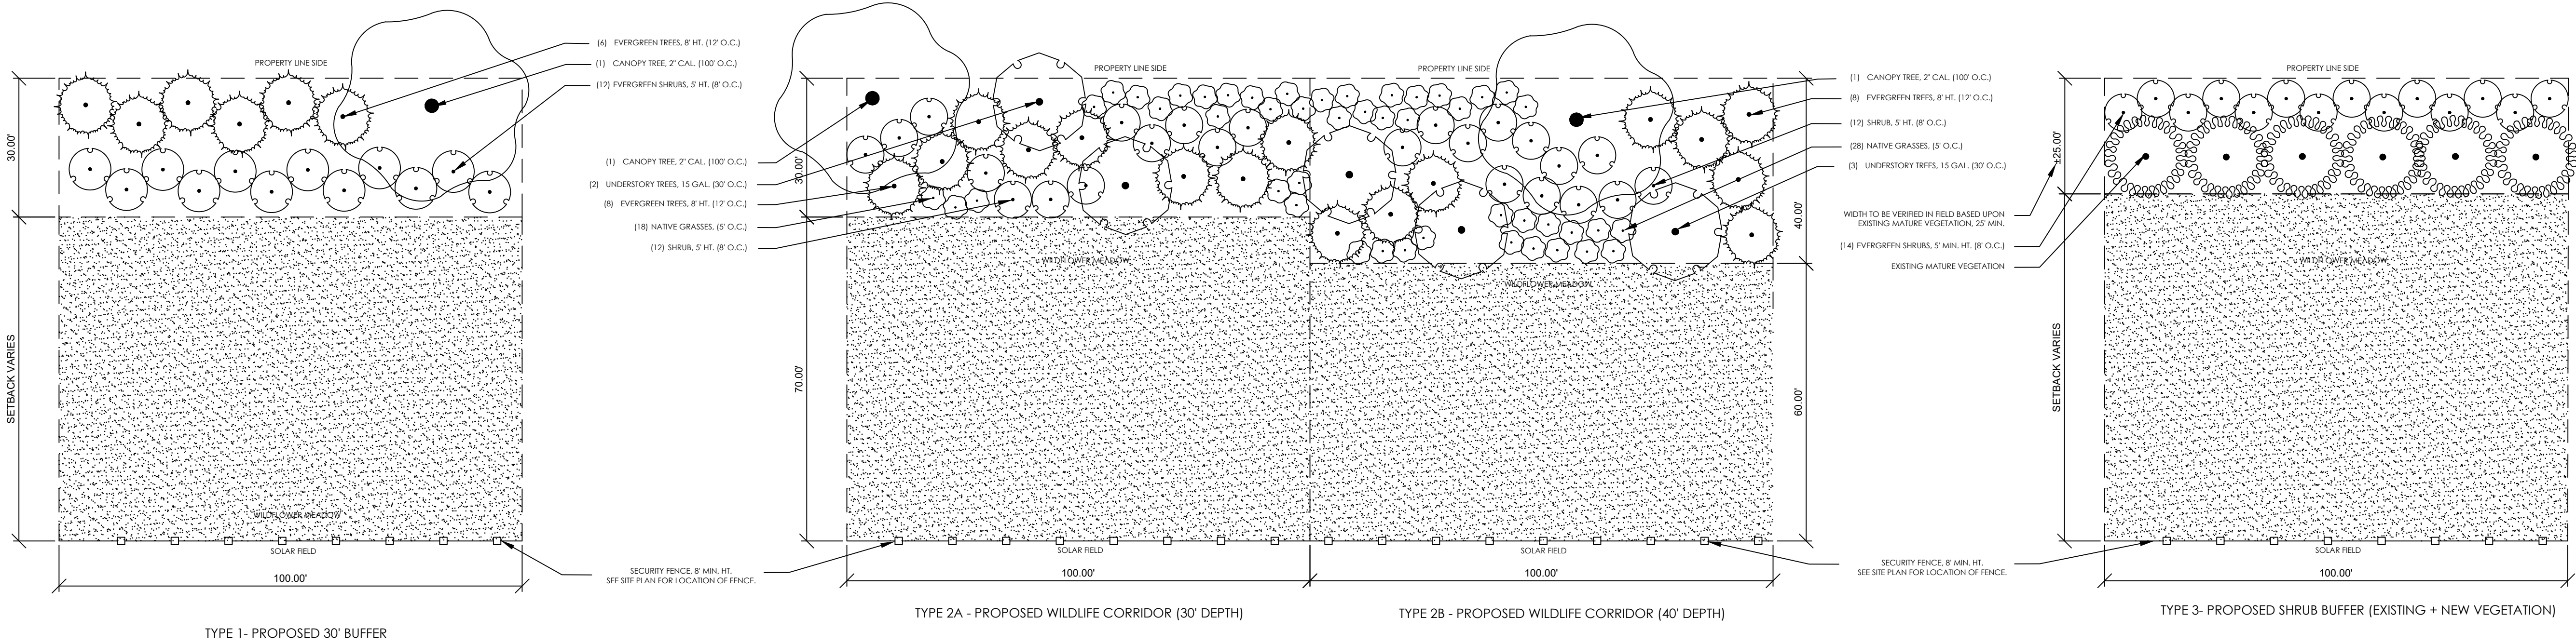 PROPERTY LINE SIDE
(6) EVERGREEN TREES, 8' HT. (12' O.C.)
(1) CANOPY TREE, 2" CAL. (100' O.C.)
(12) EVERGREEN SHRUBS, 5' HT. (8' O.C.)
30.00'
SETBACK VARIES
WILDFLOWER MEADOW
SOLAR FIELD
100.00'
TYPE 1- PROPOSED 30' BUFFER
SECURITY FENCE, 8' MIN. HT.
SEE SITE PLAN FOR LOCATION OF FENCE.
PROPERTY LINE SIDE
(1) CANOPY TREE, 2" CAL. (100' O.C.)
(2) UNDERSTORY TREES, 15 GAL. (30' O.C.)
(8) EVERGREEN TREES, 8' HT. (12' O.C.)
(18) NATIVE GRASSES, (5' O.C.)
(12) SHRUB, 5' HT. (8' O.C.)
30.00'
70.00'
WILDFLOWER MEADOW
SOLAR FIELD
100.00'
TYPE 2A - PROPOSED WILDLIFE CORRIDOR (30' DEPTH)
PROPERTY LINE SIDE
(1) CANOPY TREE, 2" CAL. (100' O.C.)
(8) EVERGREEN TREES, 8' HT. (12' O.C.)
(12) SHRUB, 5' HT. (8' O.C.)
(28) NATIVE GRASSES, (5' O.C.)
(3) UNDERSTORY TREES, 15 GAL. (30' O.C.)
40.00'
60.00'
WILDFLOWER MEADOW
SOLAR FIELD
100.00'
TYPE 2B - PROPOSED WILDLIFE CORRIDOR (40' DEPTH)
SECURITY FENCE, 8' MIN. HT.
SEE SITE PLAN FOR LOCATION OF FENCE.
PROPERTY LINE SIDE
±25.00'
WIDTH TO BE VERIFIED IN FIELD BASED UPON
EXISTING MATURE VEGETATION, 25' MIN.
(14) EVERGREEN SHRUBS, 5' MIN. HT. (8' O.C.)
EXISTING MATURE VEGETATION
SETBACK VARIES
WILDFLOWER MEADOW
SOLAR FIELD
100.00'
TYPE 3- PROPOSED SHRUB BUFFER (EXISTING + NEW VEGETATION)